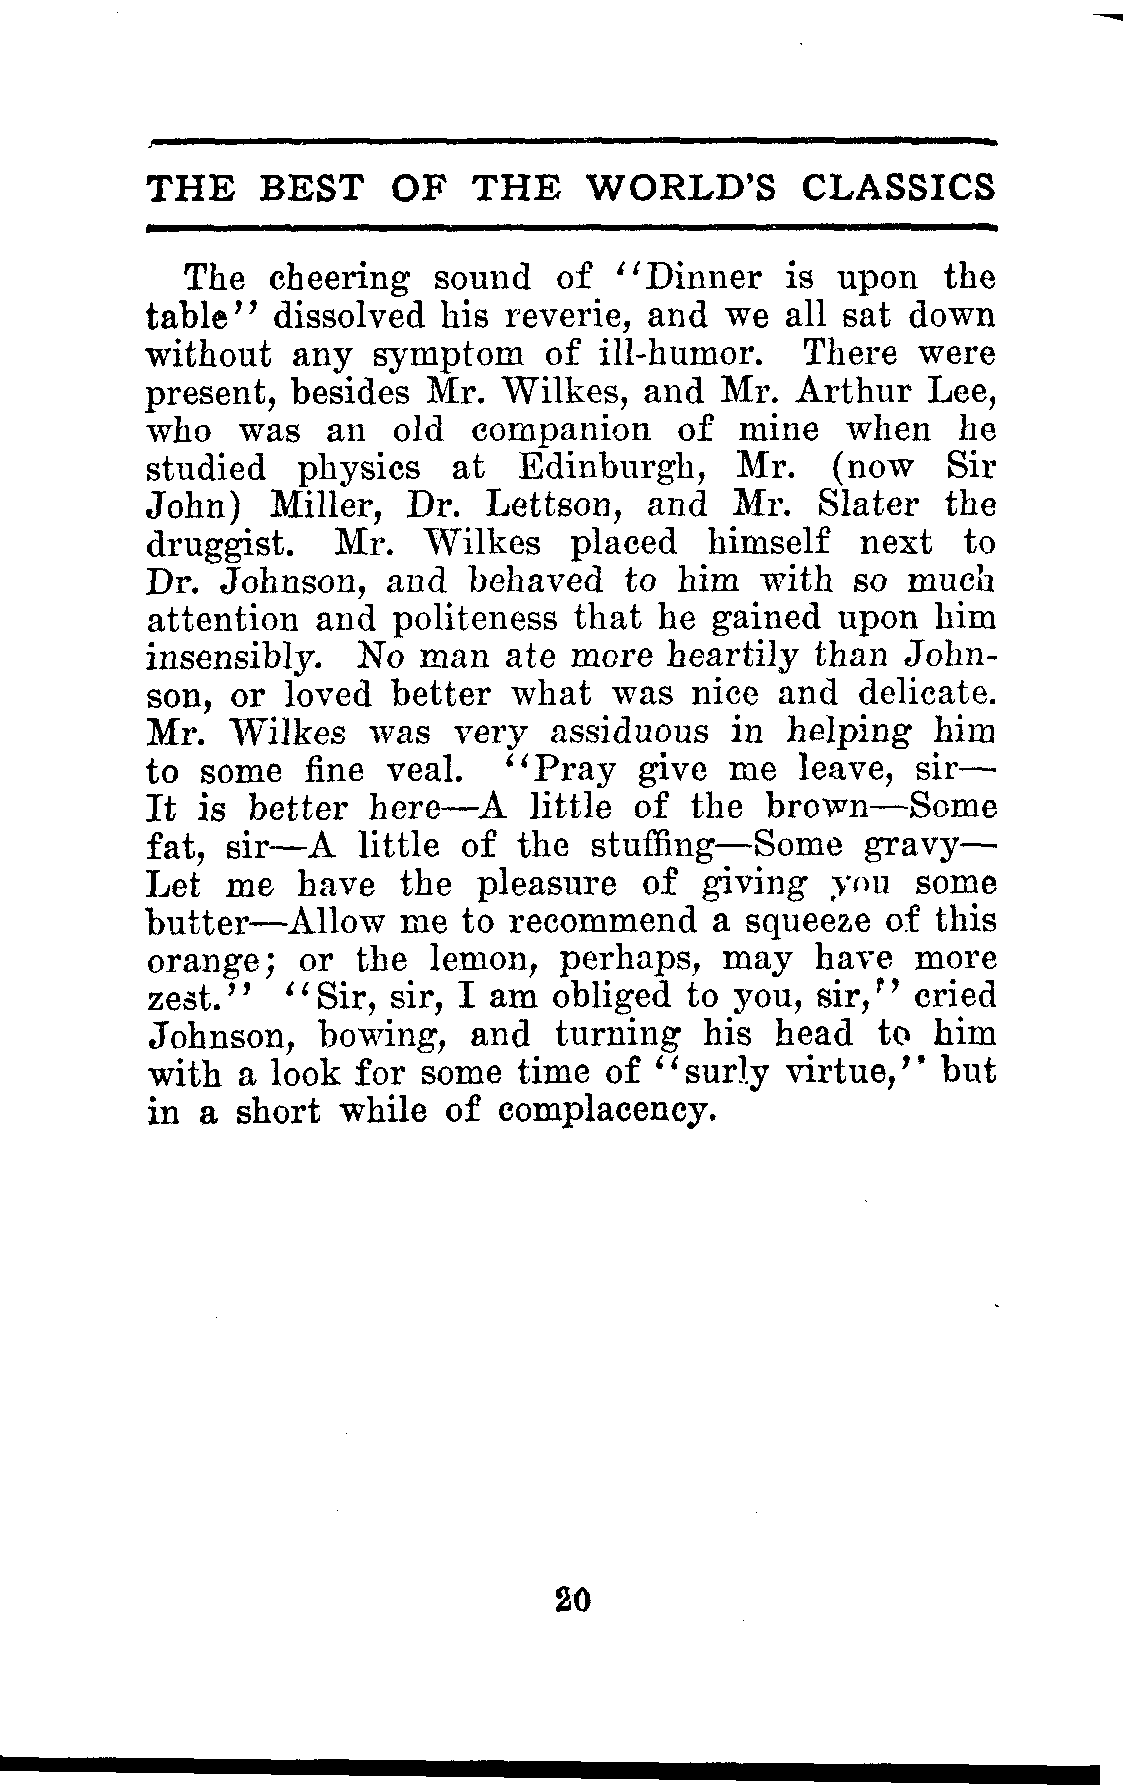 THE BEST OF THE WORLD'S CLASSICS
The cheering sound of "Dinner is upon the
table" dissolved his reverie, and we all sat down
without any symptom of ill-humor. There were
present, besides Mr. Wilkes, and Mr. Arthur Lee,
who was an old companion of mine when he
studied physics at Edinburgh, Mr. (now Sir
John) Miller, Dr. Lettson, and Mr. Slater the
druggist. Mr. Wilkes placed himself next to
Dr. Johnson, and behaved to him with so much
attention and politeness that he gained upon him
insensibly. No man ate more heartily than John-
son, or loved better what was nice and delicate.
Mr. Wilkes was very assiduous in helping him
to some fine veal. "Pray give me leave, sir—
It is better here—A little of the brown—Some
fat, sir—A little of the stuffing—Some gravy—
Let me have the pleasure of giving you some
butter—Allow me to recommend a squeeze of this
orange; or the lemon, perhaps, may have more
zest." "Sir, sir, I am obliged to you, sir," cried
Johnson, bowing, and turning his head to him
with a look for some time of "surly virtue," but
in a short while of complacency.
20